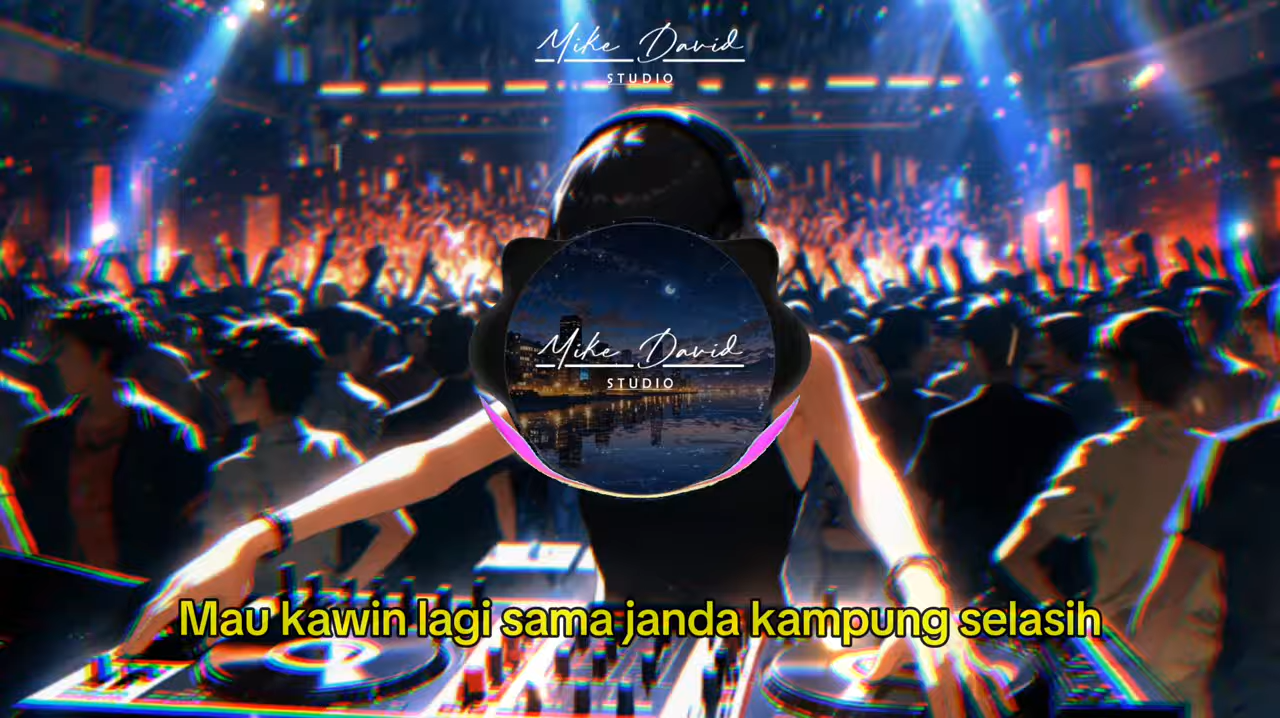 Mike David
STUDIO
Mike David
STUDIO
Mau kawin lagi sama janda kampung selasih